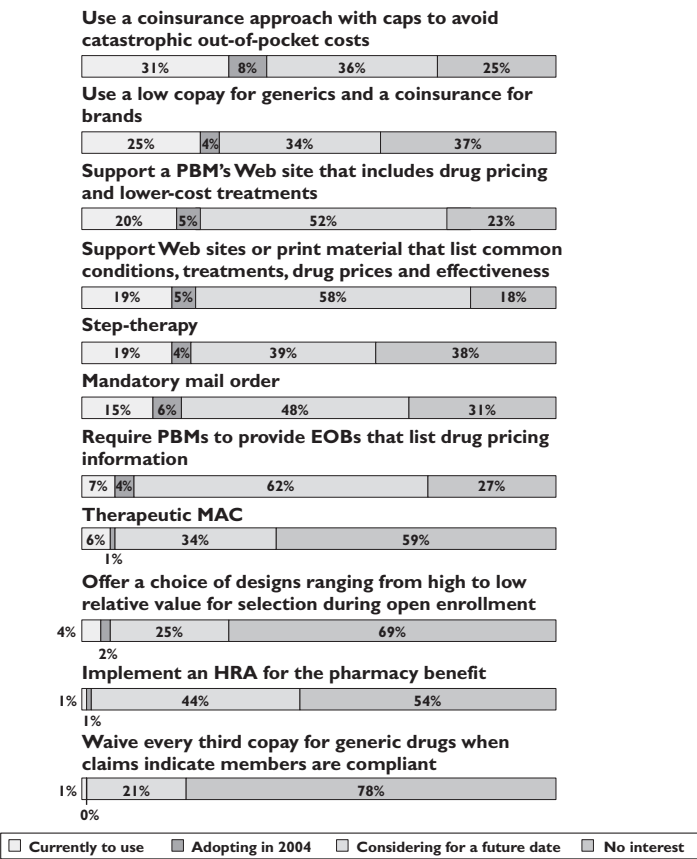 Use a coinsurance approach with caps to avoid
catastrophic out-of-pocket costs
31% 8% 36% 25%
Use a low copay for generics and a coinsurance for
brands
25% 4% 34% 37%
Support a PBM's Web site that includes drug pricing
and lower-cost treatments
20% 5% 52% 23%
Support Web sites or print material that list common
conditions, treatments, drug prices and effectiveness
19% 5% 58% 18%
Step-therapy
19% 4% 39% 38%
Mandatory mail order
15% 6% 48% 31%
Require PBMs to provide EOBs that list drug pricing
information
7% 4% 62% 27%
Therapeutic MAC
6% 34% 59%
1%
Offer a choice of designs ranging from high to low
relative value for selection during open enrollment
4% 25% 69%
2%
Implement an HRA for the pharmacy benefit
1% 44% 54%
1%
Waive every third copay for generic drugs when
claims indicate members are compliant
1% 21% 78%
0%
Currently to use Adopting in 2004 Considering for a future date No interest